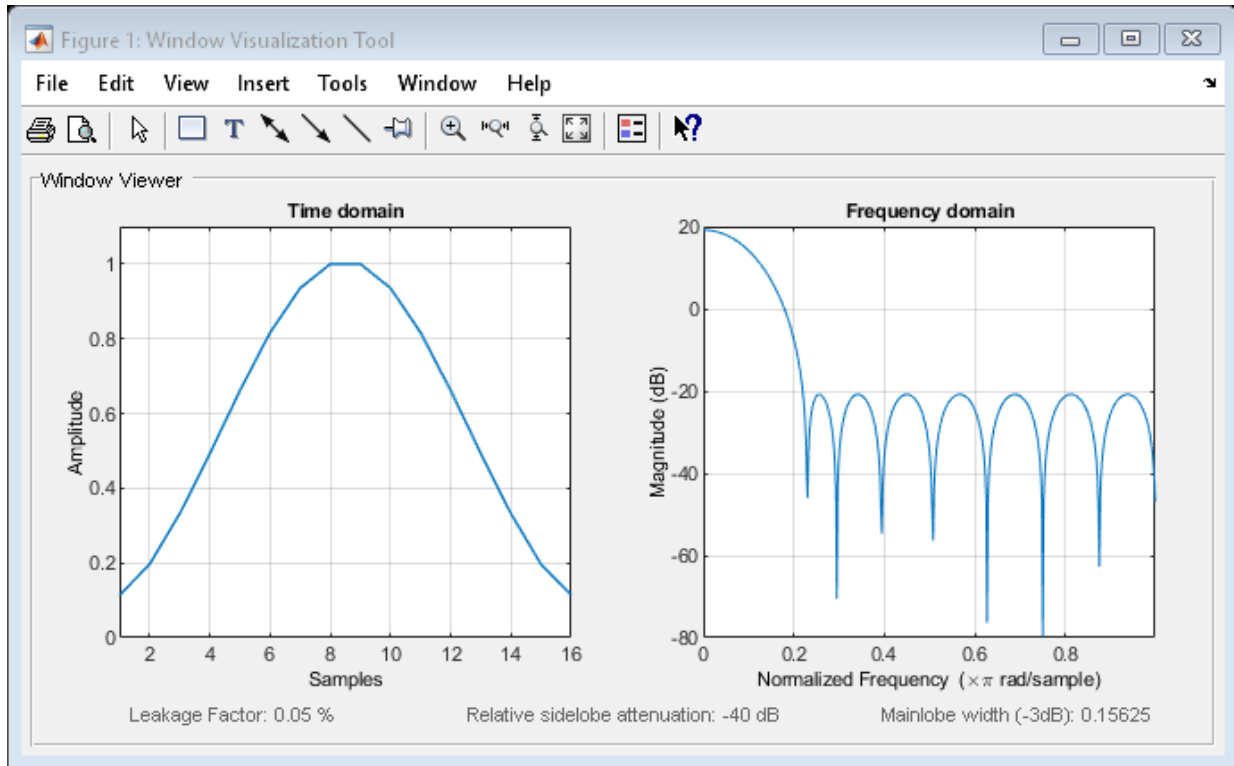 Figure 1: Window Visualization Tool
File Edit View Insert Tools Window Help
T
?
Window Viewer
Time domain
Amplitude
1
0.8
0.6
0.4
0.2
0
2 4 6 8 10 12 14 16
Samples
Frequency domain
Magnitude (dB)
20
0
-20
-40
-60
-80
0 0.2 0.4 0.6 0.8
Normalized Frequency (×π rad/sample)
Leakage Factor: 0.05 % Relative sidelobe attenuation: -40 dB Mainlobe width (-3dB): 0.15625